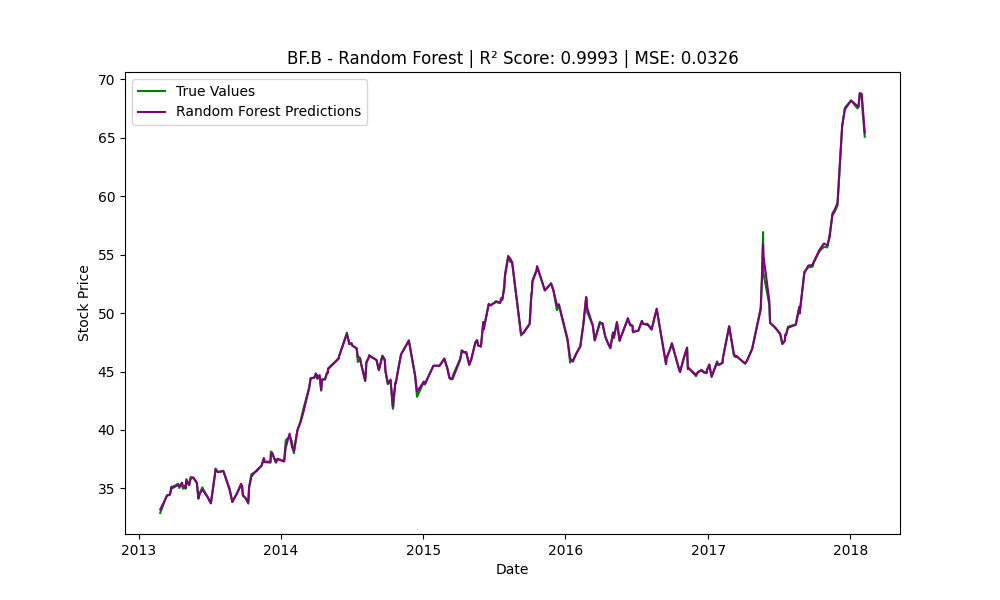 BF.B - Random Forest | R² Score: 0.9993 | MSE: 0.0326
True Values
Random Forest Predictions
70
65
60
55
50
45
40
35
Stock Price
2013 2014 2015 2016 2017 2018
Date